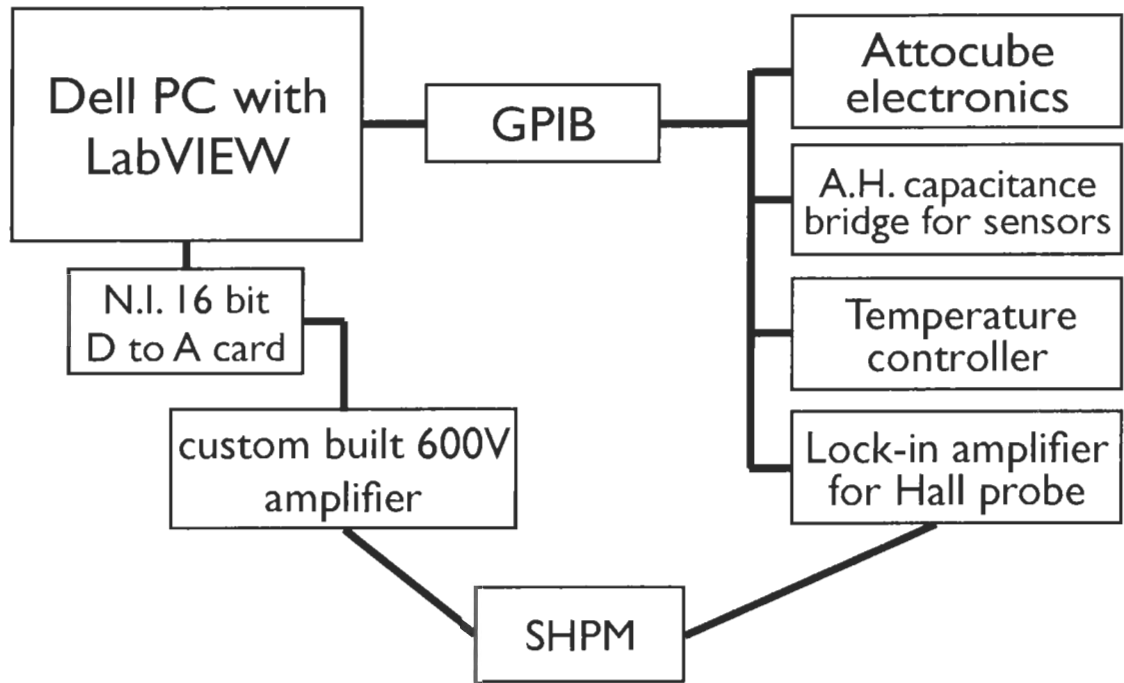 Dell PC with
LabVIEW
GPIB
Attocube
electronics
A.H. capacitance
bridge for sensors
Temperature
controller
Lock-in amplifier
for Hall probe
N.I. 16 bit
D to A card
custom built 600V
amplifier
SHPM